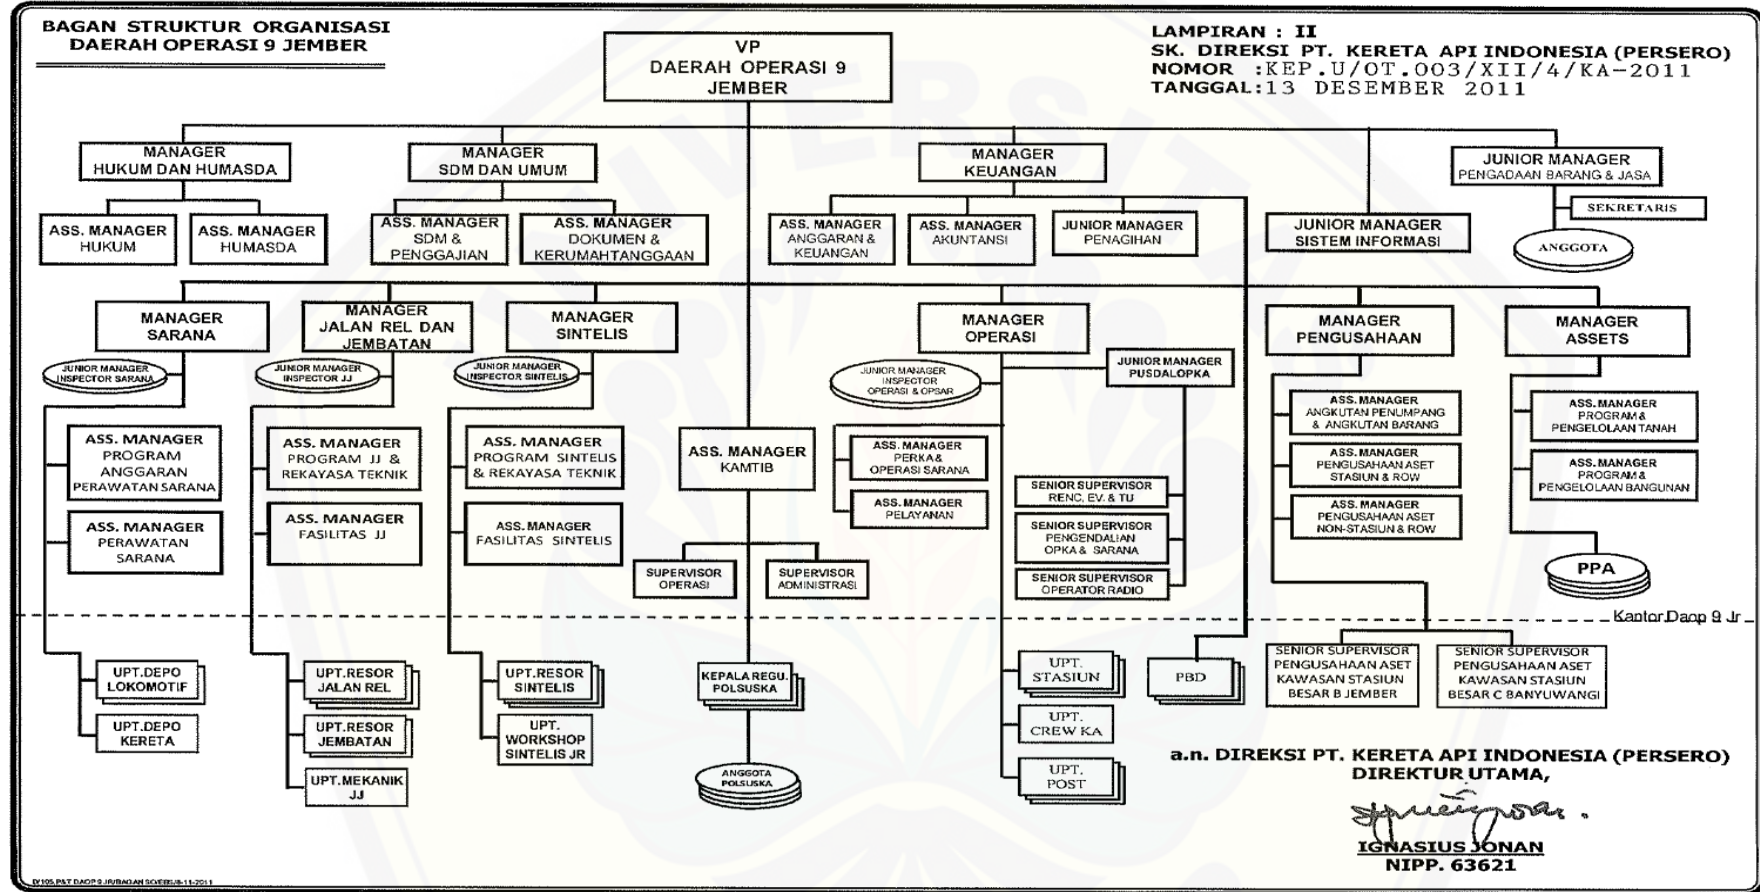 BAGAN STRUKTUR ORGANISASI
DAERAH OPERASI 9 JEMBER
VP
DAERAH OPERASI 9
JEMBER
LAMPIRAN : II
SK. DIREKSI PT. KERETA API INDONESIA (PERSERO)
NOMOR :KEP.U/OT.003/XII/4/KA-2011
TANGGAL:13 DESEMBER 2011
MANAGER
HUKUM DAN HUMASDA
MANAGER
SDM DAN UMUM
MANAGER
KEUANGAN
JUNIOR MANAGER
PENGADAAN BARANG & JASA
SEKRETARIS
ANGGOTA
ASS. MANAGER
HUKUM
ASS. MANAGER
HUMASDA
ASS. MANAGER
SDM &
PENGGAJIAN
ASS. MANAGER
DOKUMEN &
KERUMAHTANGGAAN
ASS. MANAGER
ANGGARAN &
KEUANGAN
ASS. MANAGER
AKUNTANSI
JUNIOR MANAGER
PENAGIHAN
JUNIOR MANAGER
SISTEM INFORMASI
MANAGER
SARANA
MANAGER
JALAN REL DAN
JEMBATAN
MANAGER
SINTELIS
MANAGER
OPERASI
MANAGER
PENGUSAHAAN
MANAGER
ASSETS
JUNIOR MANAGER
INSPECTOR SARANA
JUNIOR MANAGER
INSPECTOR JJ
JUNIOR MANAGER
INSPECTOR SINTELIS
JUNIOR MANAGER
INSPECTOR
OPERASI & OPSAR
JUNIOR MANAGER
PUSDALOPKA
ASS. MANAGER
PROGRAM
ANGGARAN
PERAWATAN SARANA
ASS. MANAGER
PERAWATAN
SARANA
ASS. MANAGER
PROGRAM JJ &
REKAYASA TEKNIK
ASS. MANAGER
FASILITAS JJ
ASS. MANAGER
PROGRAM SINTELIS
& REKAYASA TEKNIK
ASS. MANAGER
FASILITAS SINTELIS
ASS. MANAGER
KAMTIB
SUPERVISOR
OPERASI
SUPERVISOR
ADMINISTRASI
ASS. MANAGER
PERKA &
OPERASI SARANA
ASS. MANAGER
PELAYANAN
SENIOR SUPERVISOR
RENC, EV. & TU
SENIOR SUPERVISOR
PENGENDALIAN
OPKA & SARANA
SENIOR SUPERVISOR
OPERATOR RADIO
ASS. MANAGER
ANGKUTAN PENUMPANG
& ANGKUTAN BARANG
ASS. MANAGER
PENGUSAHAAN ASET
STASIUN & ROW
ASS. MANAGER
PENGUSAHAAN ASET
NON-STASIUN & ROW
ASS. MANAGER
PROGRAM &
PENGELOLAAN TANAH
ASS. MANAGER
PROGRAM &
PENGELOLAAN BANGUNAN
PPA
Kantor Daop 9 Jr
UPT.DEPO
LOKOMOTIF
UPT.DEPO
KERETA
UPT.RESOR
JALAN REL
UPT.RESOR
JEMBATAN
UPT.MEKANIK
JJ
UPT.RESOR
SINTELIS
UPT.
WORKSHOP
SINTELIS JR
KEPALA REGU.
POLSUSKA
ANGGOTA
POLSUSKA
UPT.
STASIUN
UPT.
CREW KA
UPT.
POST
PBD
SENIOR SUPERVISOR
PENGUSAHAAN ASET
KAWASAN STASIUN
BESAR B JEMBER
SENIOR SUPERVISOR
PENGUSAHAAN ASET
KAWASAN STASIUN
BESAR C BANYUWANGI
a.n. DIREKSI PT. KERETA API INDONESIA (PERSERO)
DIREKTUR UTAMA,
IGNASIUS JONAN
NIPP. 63621
UNIVERSITA